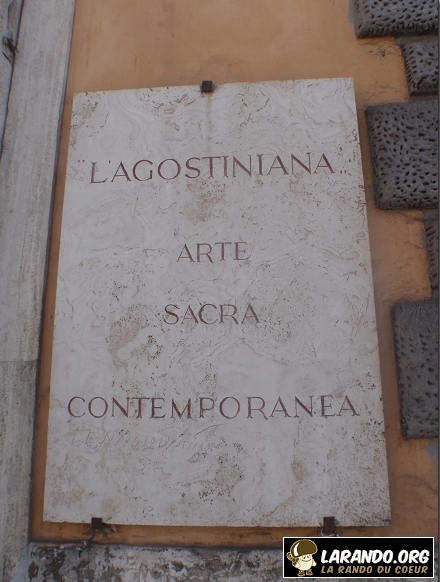 "L'AGOSTINIANA
ARTE
SACRA
CONTEMPORANEA
LARANDO.ORG
LA RANDO DU COEUR